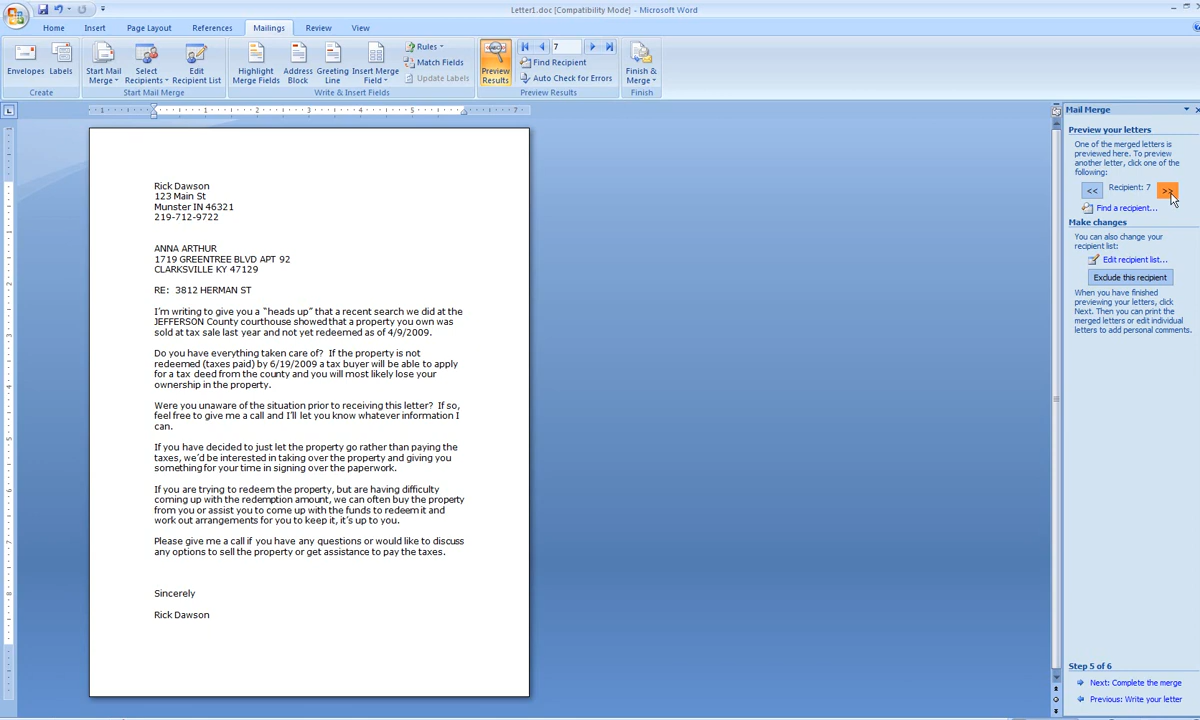 Letter1.doc [Compatibility Mode] - Microsoft Word
Home Insert Page Layout References Mailings Review View
Envelopes
Labels
Create
Start Mail
Merge
Select
Recipients
Edit
Recipient List
Start Mail Merge
Highlight
Merge Fields
Address
Block
Greeting
Line
Insert Merge
Field
Rules
Match Fields
Update Labels
Write & Insert Fields
ABC
Preview
Results
7
Find Recipient
Auto Check for Errors
Preview Results
Finish &
Merge
Finish
L
1 1 2 3 4 5 6 7
Rick Dawson
123 Main St
Munster IN 46321
219-712-9722
ANNA ARTHUR
1719 GREENTREE BLVD APT 92
CLARKSVILLE KY 47129
RE: 3812 HERMAN ST
I'm writing to give you a “heads up” that a recent search we did at the
JEFFERSON County courthouse showed that a property you own was
sold at tax sale last year and not yet redeemed as of 4/9/2009.
Do you have everything taken care of? If the property is not
redeemed (taxes paid) by 6/19/2009 a tax buyer will be able to apply
for a tax deed from the county and you will most likely lose your
ownership in the property.
Were you unaware of the situation prior to receiving this letter? If so,
feel free to give me a call and I'll let you know whatever information I
can.
If you have decided to just let the property go rather than paying the
taxes, we'd be interested in taking over the property and giving you
something for your time in signing over the paperwork.
If you are trying to redeem the property, but are having difficulty
coming up with the redemption amount, we can often buy the property
from you or assist you to come up with the funds to redeem it and
work out arrangements for you to keep it, it's up to you.
Please give me a call if you have any questions or would like to discuss
any options to sell the property or get assistance to pay the taxes.
Sincerely
Rick Dawson
Mail Merge
Preview your letters
One of the merged letters is
previewed here. To preview
another letter, click one of the
following:
<< Recipient: 7 >>
Find a recipient...
Make changes
You can also change your
recipient list:
Edit recipient list...
Exclude this recipient
When you have finished
previewing your letters, click
Next. Then you can print the
merged letters or edit individual
letters to add personal comments.
Step 5 of 6
Next: Complete the merge
Previous: Write your letter